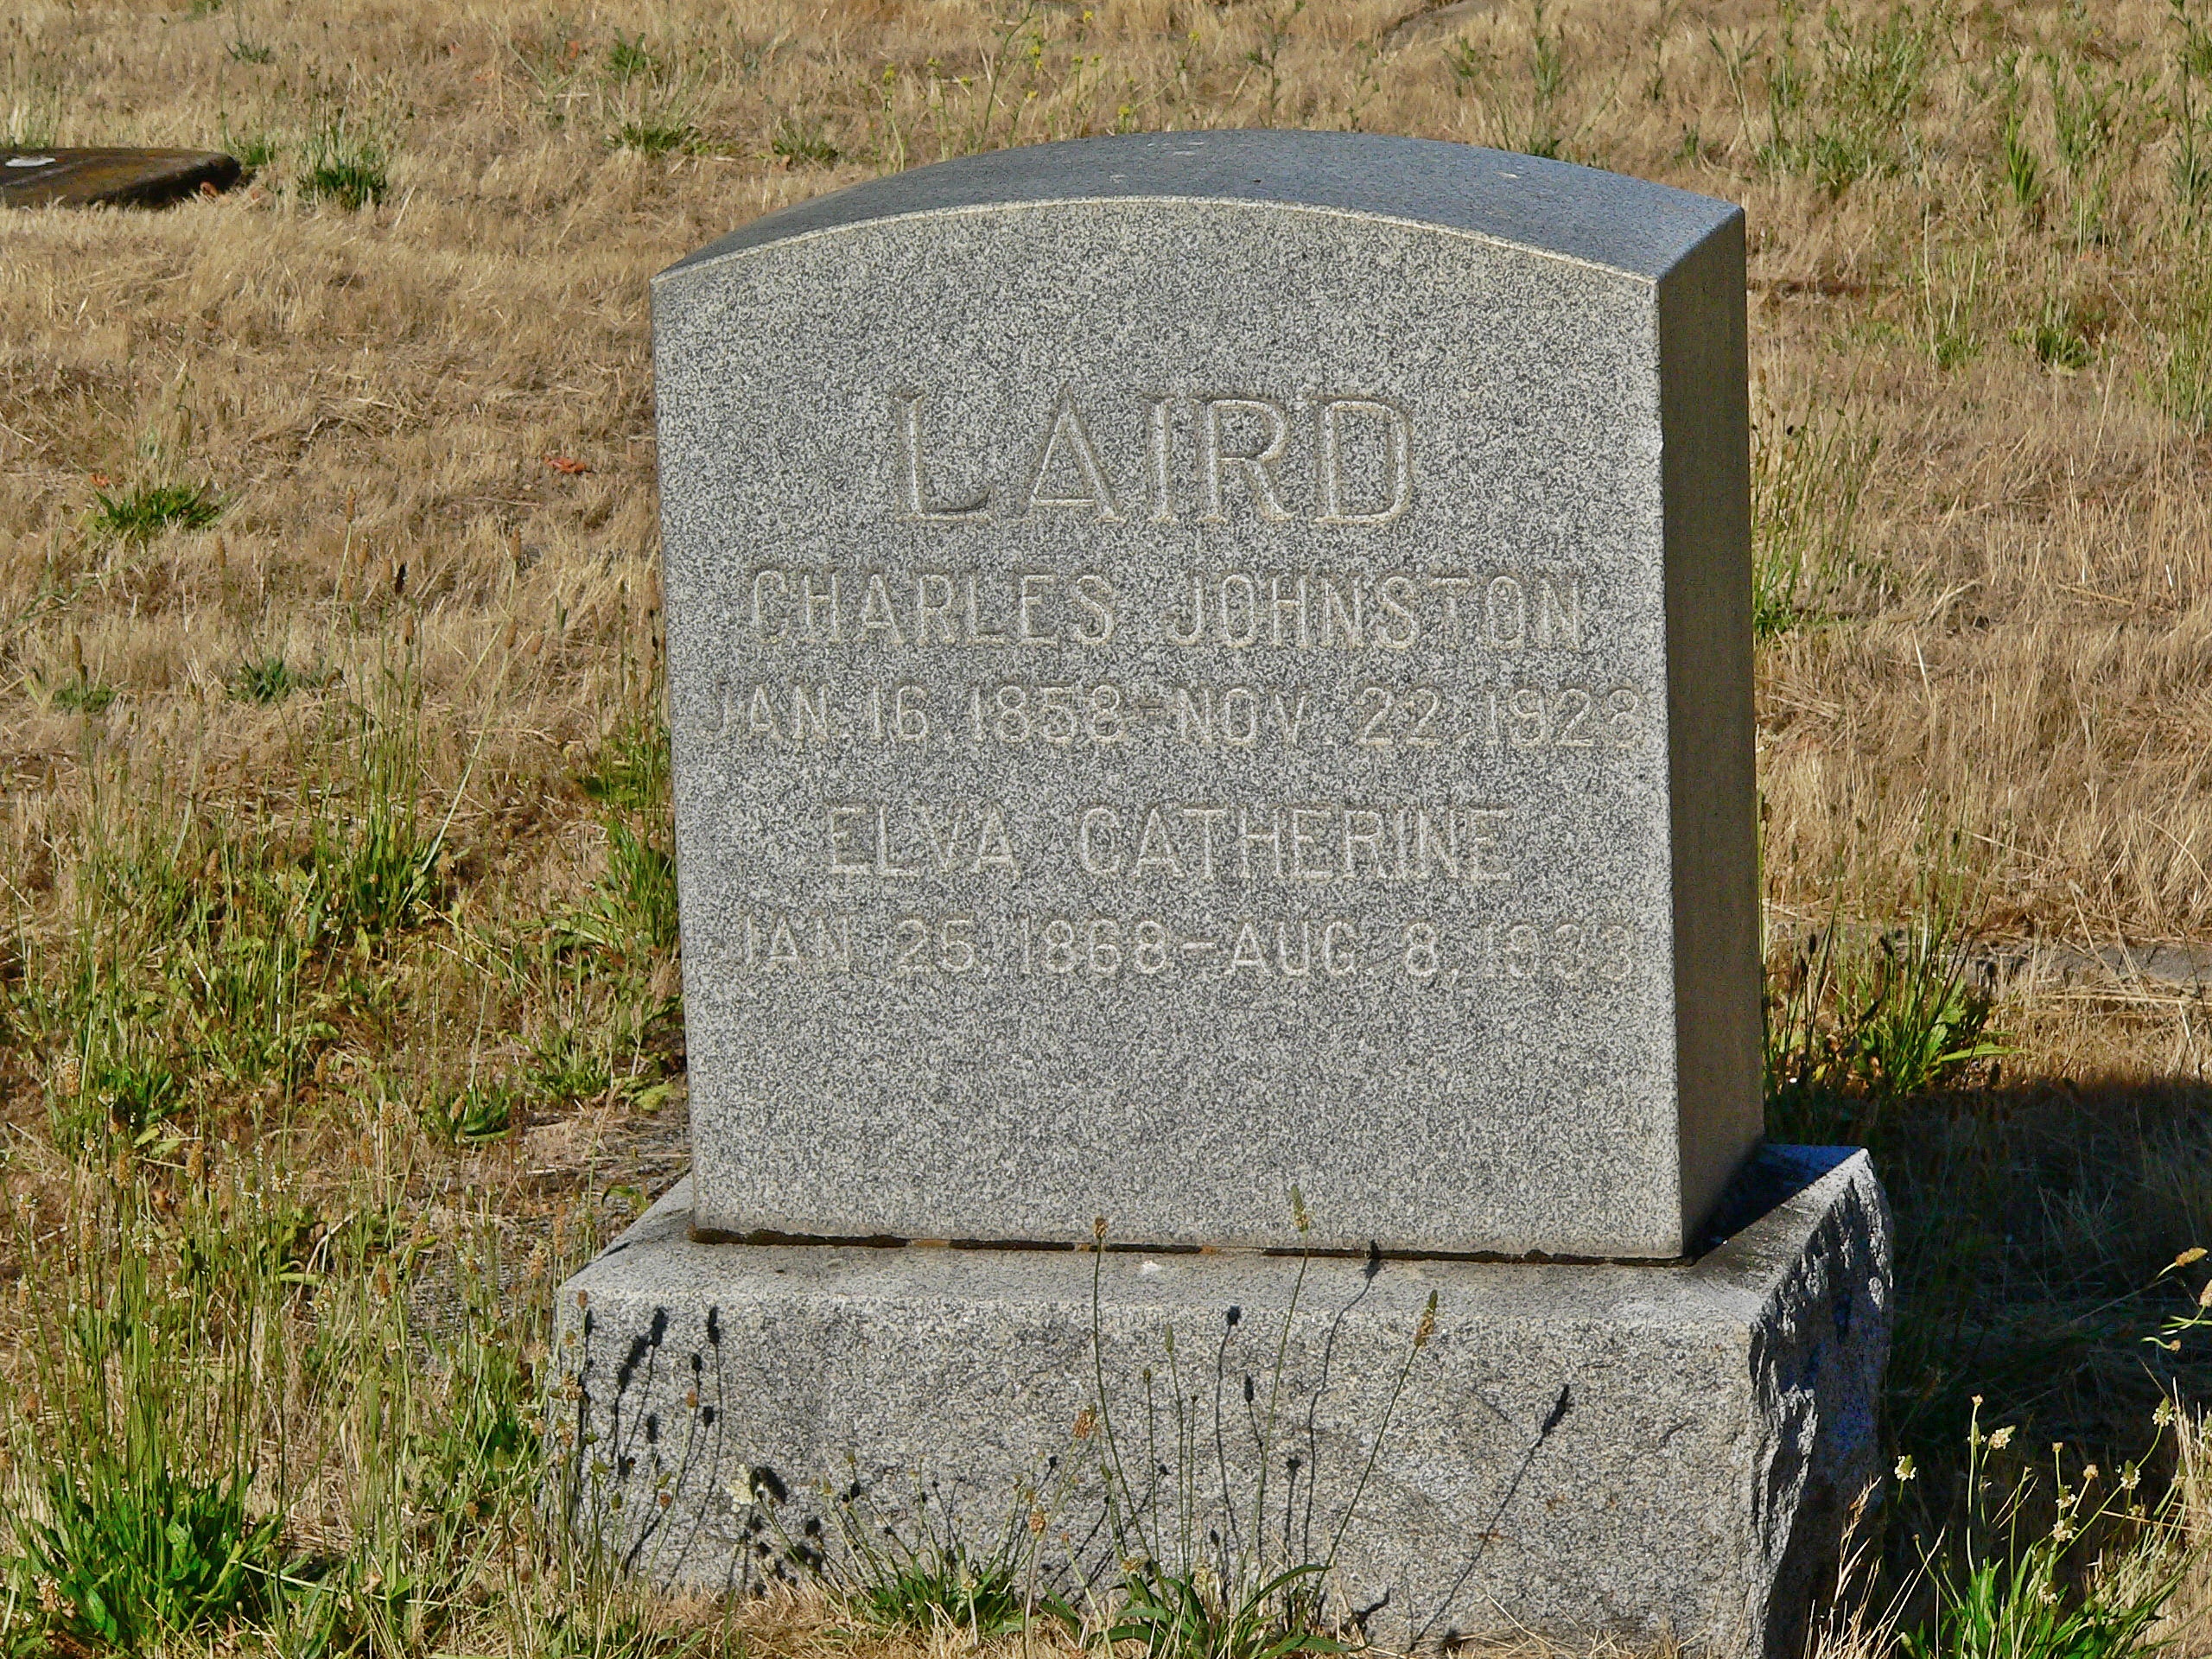 LAIRD
CHARLES JOHNSTON
JAN. 16, 1858-NOV. 22, 1928
ELVA CATHERINE
JAN. 25, 1868-AUG. 8, 1933